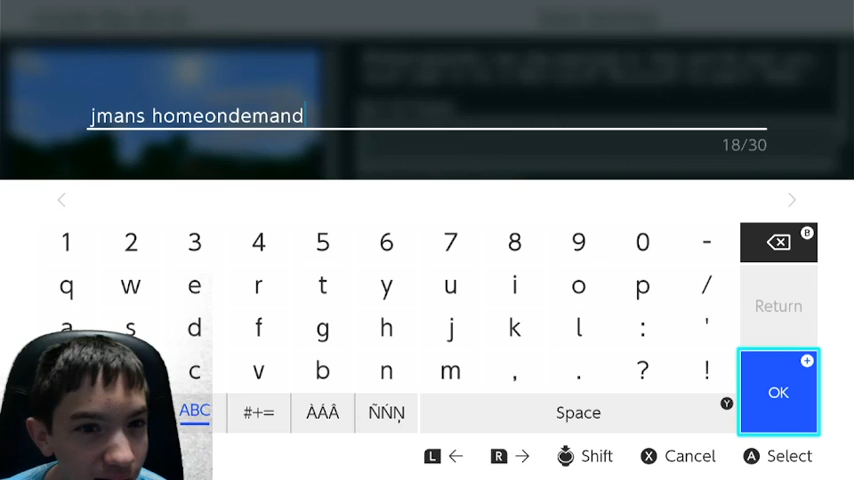 jmans homeondemand
18/30
< >
1 2 3 4 5 6 7 8 9 0 - B
q w e r t y u i o p / Return
a s d f g h j k l : '
c v b n m , . ? ! + OK
ABC #+= ÀÁÂ ÑŃŅ Space Y
L ← R → Shift X Cancel A Select